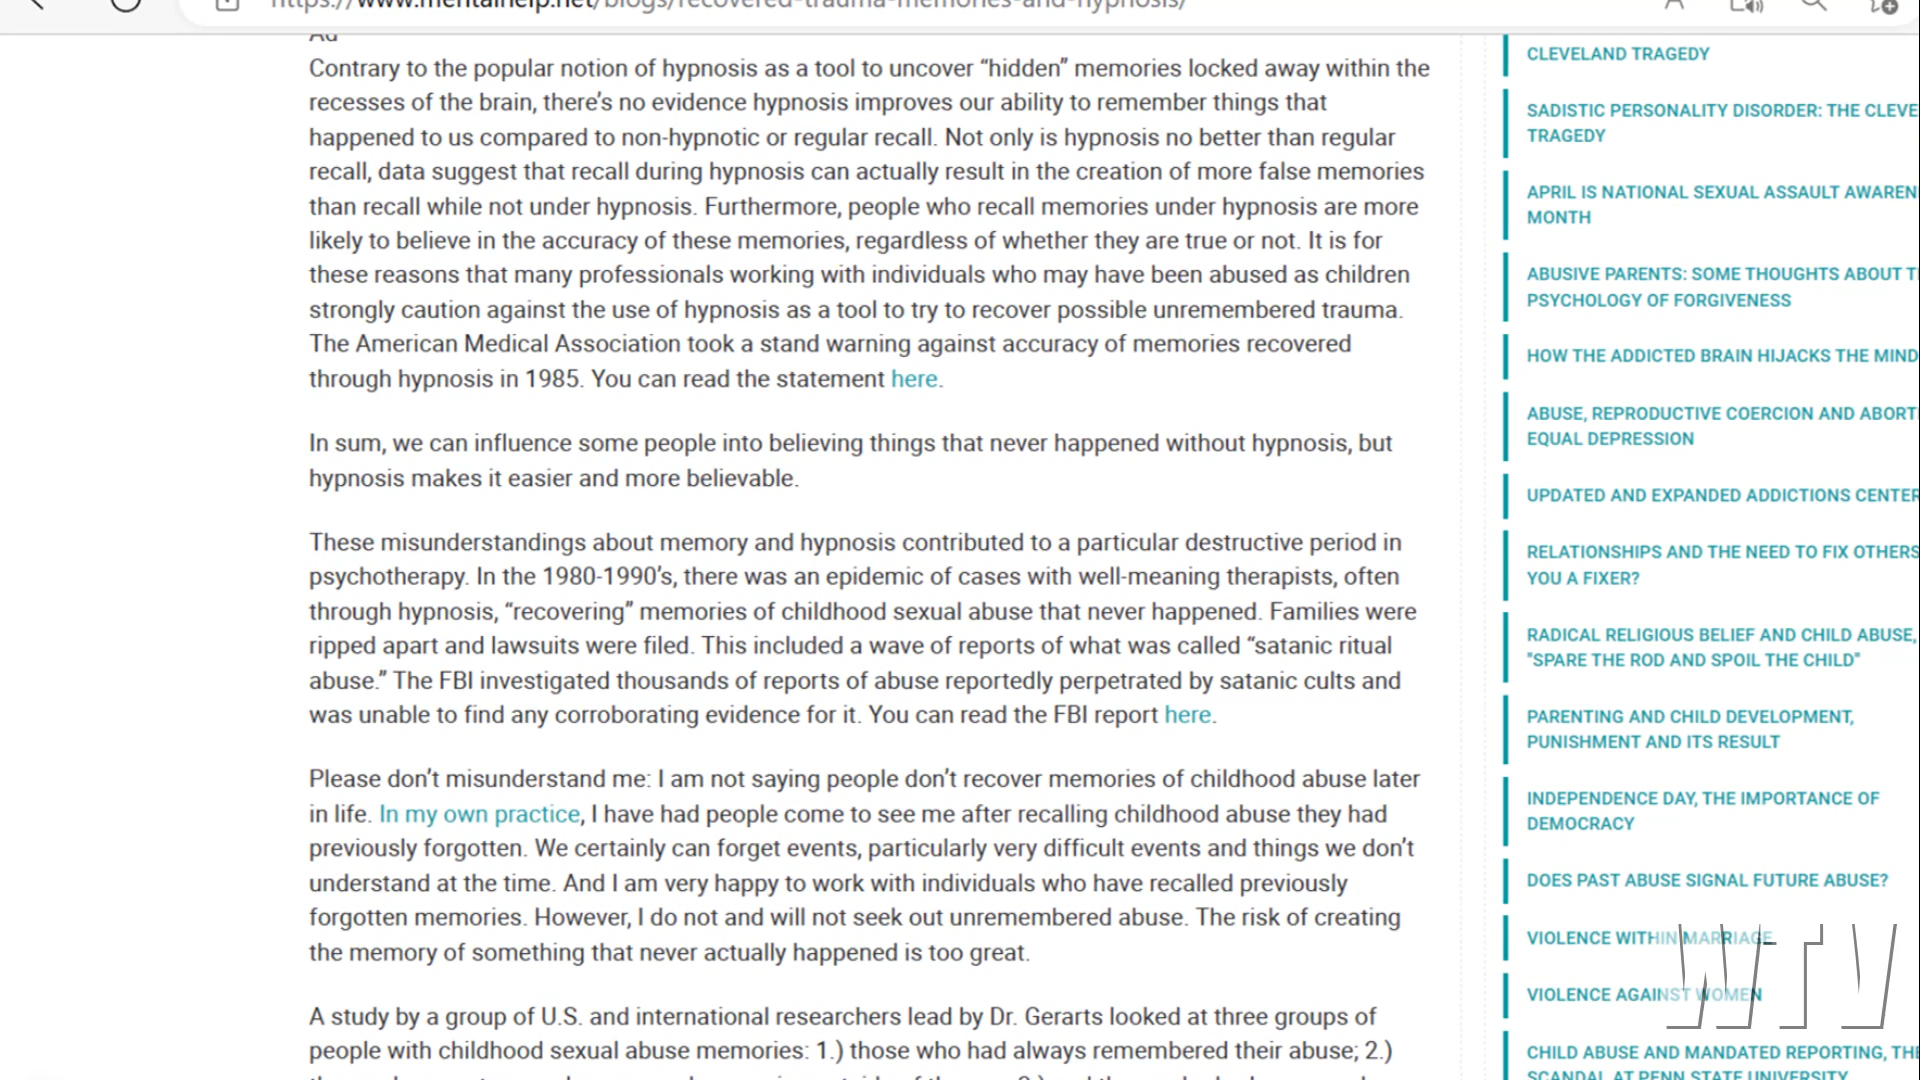 https://www.mentalhelp.net/blogs/recovered-trauma-memories-and-hypnosis/
Ad
Contrary to the popular notion of hypnosis as a tool to uncover “hidden” memories locked away within the
recesses of the brain, there’s no evidence hypnosis improves our ability to remember things that
happened to us compared to non-hypnotic or regular recall. Not only is hypnosis no better than regular
recall, data suggest that recall during hypnosis can actually result in the creation of more false memories
than recall while not under hypnosis. Furthermore, people who recall memories under hypnosis are more
likely to believe in the accuracy of these memories, regardless of whether they are true or not. It is for
these reasons that many professionals working with individuals who may have been abused as children
strongly caution against the use of hypnosis as a tool to try to recover possible unremembered trauma.
The American Medical Association took a stand warning against accuracy of memories recovered
through hypnosis in 1985. You can read the statement here.
In sum, we can influence some people into believing things that never happened without hypnosis, but
hypnosis makes it easier and more believable.
These misunderstandings about memory and hypnosis contributed to a particular destructive period in
psychotherapy. In the 1980-1990’s, there was an epidemic of cases with well-meaning therapists, often
through hypnosis, “recovering” memories of childhood sexual abuse that never happened. Families were
ripped apart and lawsuits were filed. This included a wave of reports of what was called “satanic ritual
abuse.” The FBI investigated thousands of reports of abuse reportedly perpetrated by satanic cults and
was unable to find any corroborating evidence for it. You can read the FBI report here.
Please don’t misunderstand me: I am not saying people don’t recover memories of childhood abuse later
in life. In my own practice, I have had people come to see me after recalling childhood abuse they had
previously forgotten. We certainly can forget events, particularly very difficult events and things we don’t
understand at the time. And I am very happy to work with individuals who have recalled previously
forgotten memories. However, I do not and will not seek out unremembered abuse. The risk of creating
the memory of something that never actually happened is too great.
A study by a group of U.S. and international researchers lead by Dr. Gerarts looked at three groups of
people with childhood sexual abuse memories: 1.) those who had always remembered their abuse; 2.)
CLEVELAND TRAGEDY
SADISTIC PERSONALITY DISORDER: THE CLEVE
TRAGEDY
APRIL IS NATIONAL SEXUAL ASSAULT AWAREN
MONTH
ABUSIVE PARENTS: SOME THOUGHTS ABOUT T
PSYCHOLOGY OF FORGIVENESS
HOW THE ADDICTED BRAIN HIJACKS THE MIND
ABUSE, REPRODUCTIVE COERCION AND ABORT
EQUAL DEPRESSION
UPDATED AND EXPANDED ADDICTIONS CENTER
RELATIONSHIPS AND THE NEED TO FIX OTHERS
YOU A FIXER?
RADICAL RELIGIOUS BELIEF AND CHILD ABUSE,
"SPARE THE ROD AND SPOIL THE CHILD"
PARENTING AND CHILD DEVELOPMENT,
PUNISHMENT AND ITS RESULT
INDEPENDENCE DAY, THE IMPORTANCE OF
DEMOCRACY
DOES PAST ABUSE SIGNAL FUTURE ABUSE?
VIOLENCE WITHIN MARRIAGE
VIOLENCE AGAINST WOMEN
CHILD ABUSE AND MANDATED REPORTING, THE
SCANDAL AT PENN STATE UNIVERSITY
WTV